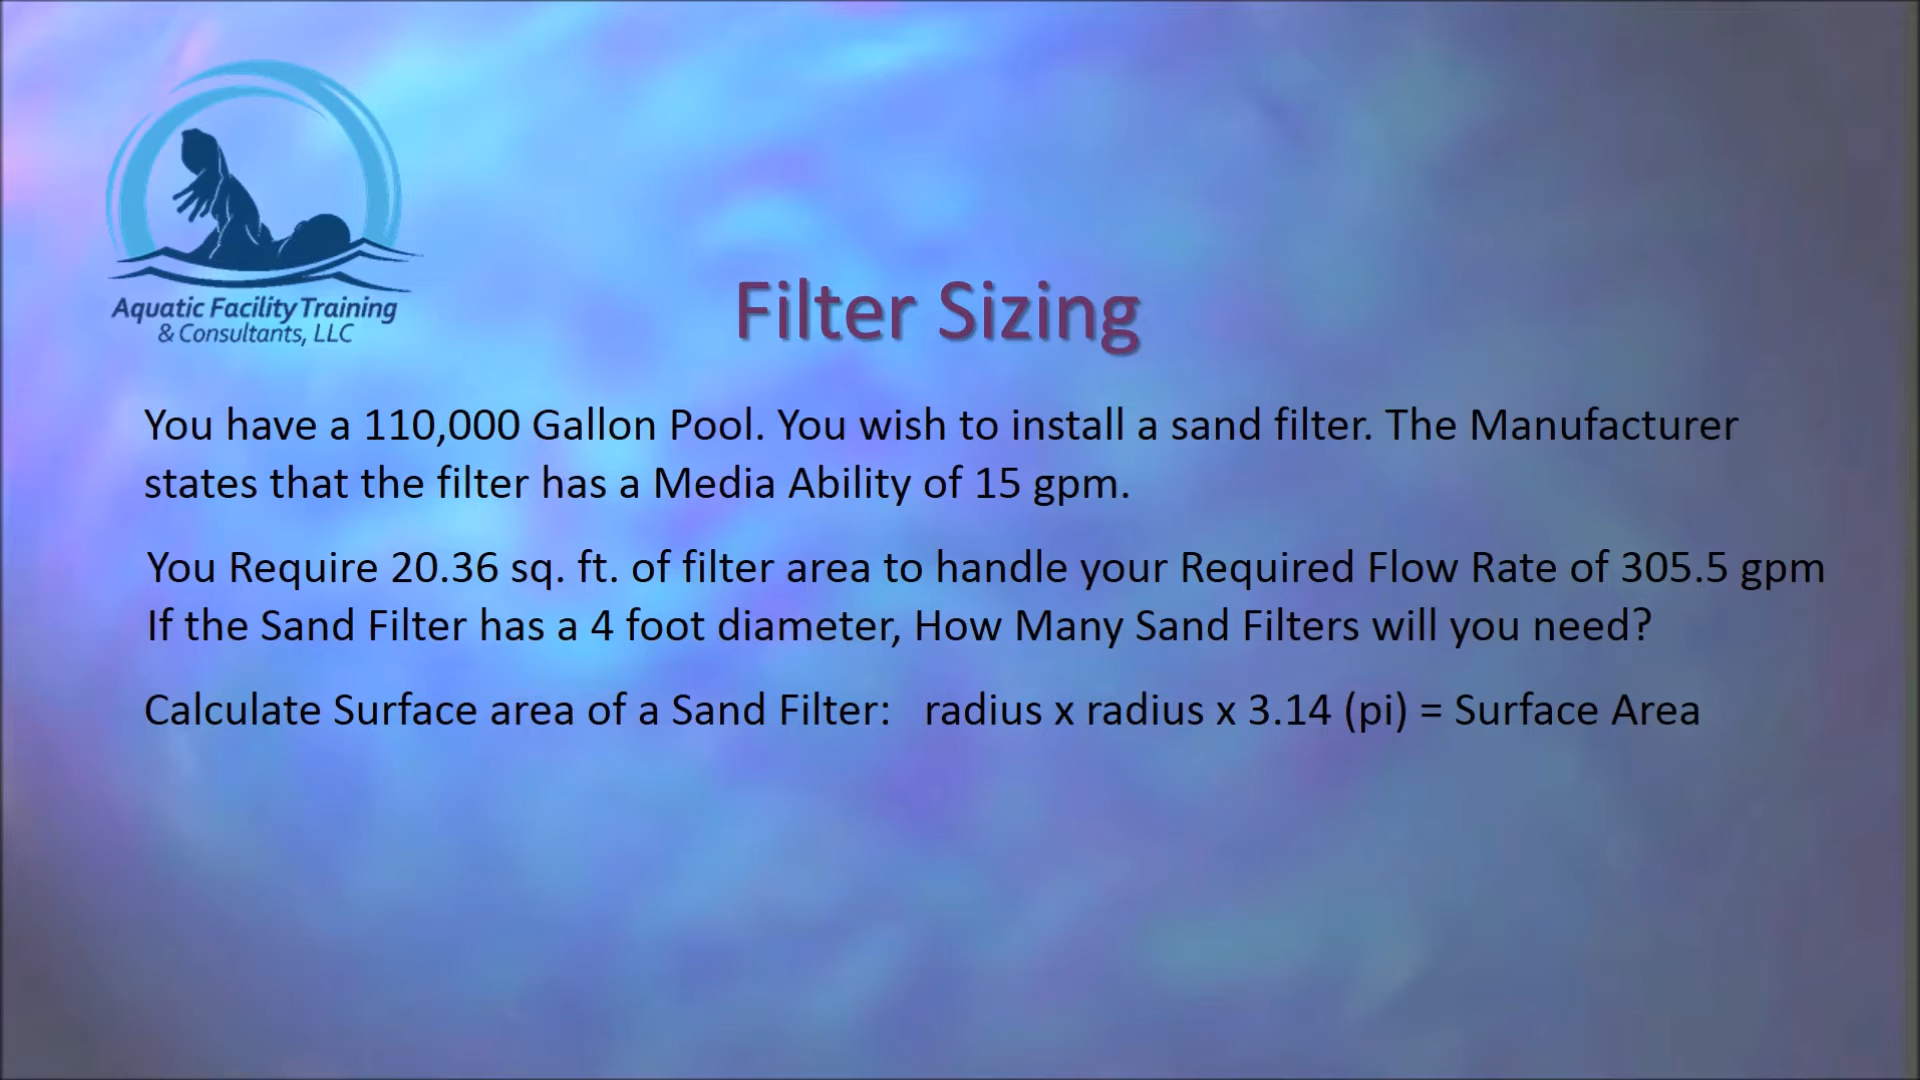 Aquatic Facility Training
& Consultants, LLC
Filter Sizing
You have a 110,000 Gallon Pool. You wish to install a sand filter. The Manufacturer
states that the filter has a Media Ability of 15 gpm.
You Require 20.36 sq. ft. of filter area to handle your Required Flow Rate of 305.5 gpm
If the Sand Filter has a 4 foot diameter, How Many Sand Filters will you need?
Calculate Surface area of a Sand Filter: radius x radius x 3.14 (pi) = Surface Area